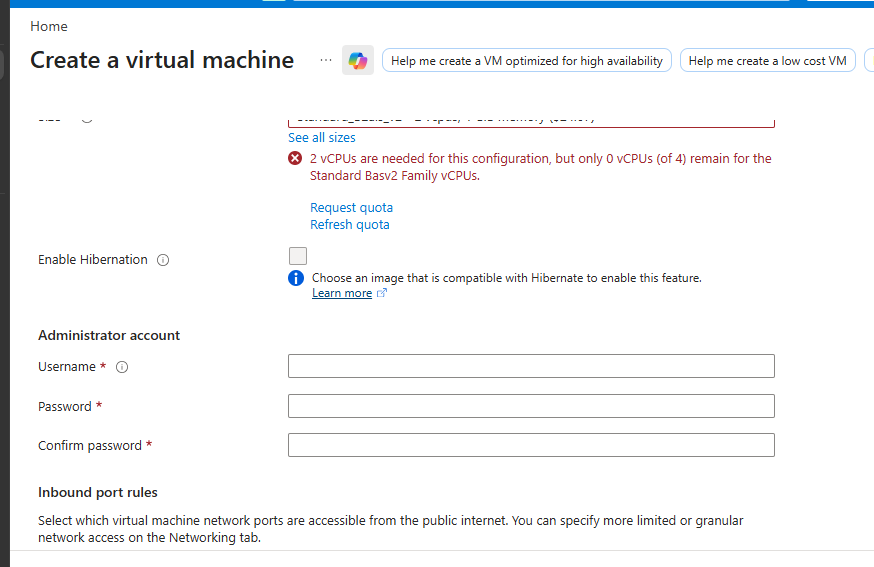 Home
Create a virtual machine
...
Help me create a VM optimized for high availability
Help me create a low cost VM
See all sizes
2 vCPUs are needed for this configuration, but only 0 vCPUs (of 4) remain for the
Standard Basv2 Family vCPUs.
Request quota
Refresh quota
Enable Hibernation
Choose an image that is compatible with Hibernate to enable this feature.
Learn more
Administrator account
Username *
Password *
Confirm password *
Inbound port rules
Select which virtual machine network ports are accessible from the public internet. You can specify more limited or granular
network access on the Networking tab.